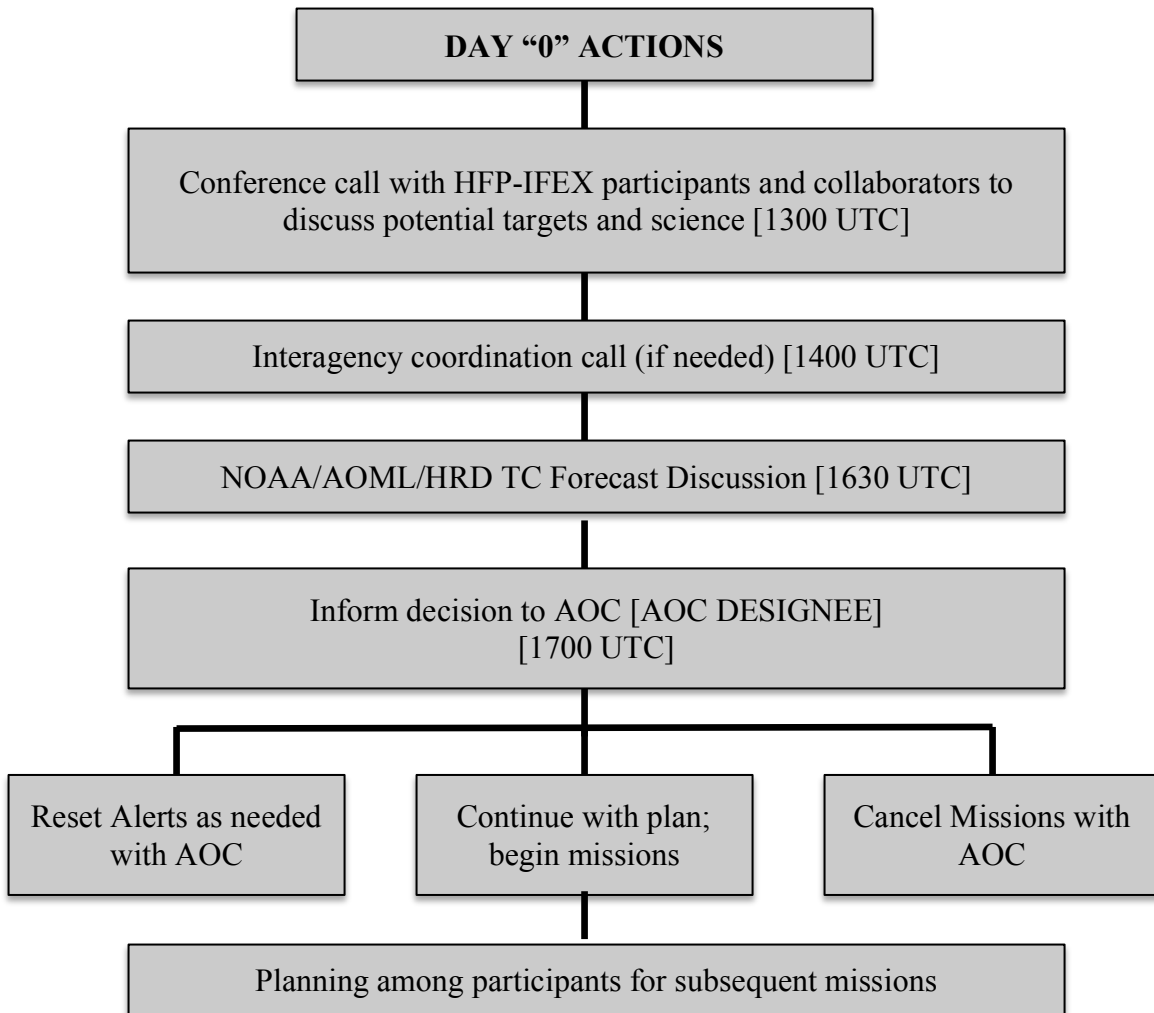 DAY “0” ACTIONS
Conference call with HFP-IFEX participants and collaborators to
discuss potential targets and science [1300 UTC]
Interagency coordination call (if needed) [1400 UTC]
NOAA/AOML/HRD TC Forecast Discussion [1630 UTC]
Inform decision to AOC [AOC DESIGNEE]
[1700 UTC]
Reset Alerts as needed
with AOC
Continue with plan;
begin missions
Cancel Missions with
AOC
Planning among participants for subsequent missions